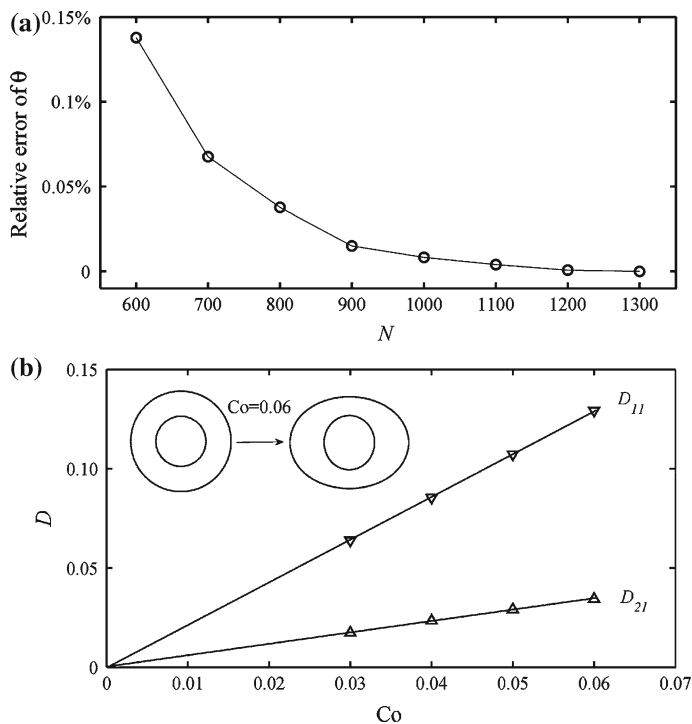 (a)
0.15%
0.1%
0.05%
0
Relative error of θ
600 700 800 900 1000 1100 1200 1300
N
(b)
0.15
0.10
0.05
0
D
Co=0.06
D11
D21
0 0.01 0.02 0.03 0.04 0.05 0.06 0.07
Co